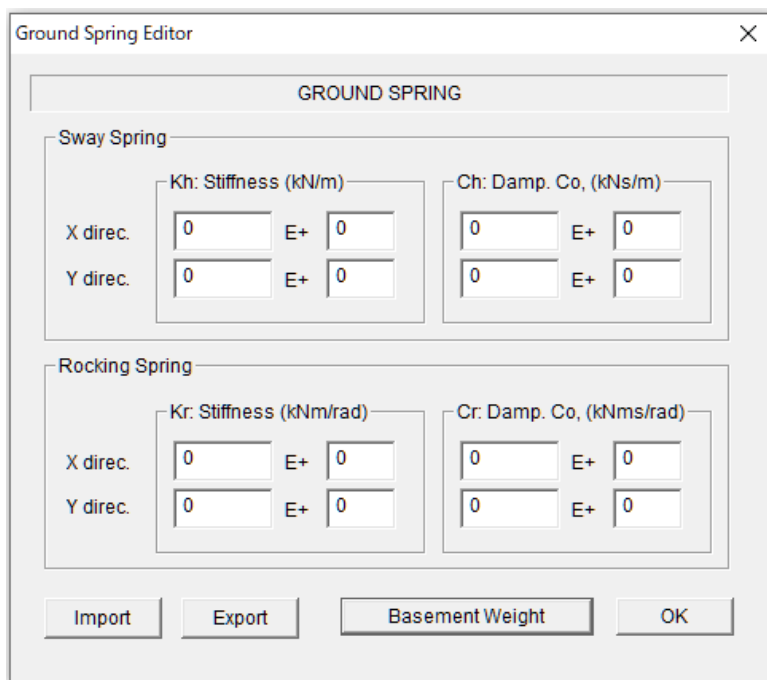 Ground Spring Editor
GROUND SPRING
Sway Spring
Kh: Stiffness (kN/m) Ch: Damp. Co, (kNs/m)
X direc. 0 E+ 0 0 E+ 0
Y direc. 0 E+ 0 0 E+ 0
Rocking Spring
Kr: Stiffness (kNm/rad) Cr: Damp. Co, (kNms/rad)
X direc. 0 E+ 0 0 E+ 0
Y direc. 0 E+ 0 0 E+ 0
Import Export Basement Weight OK